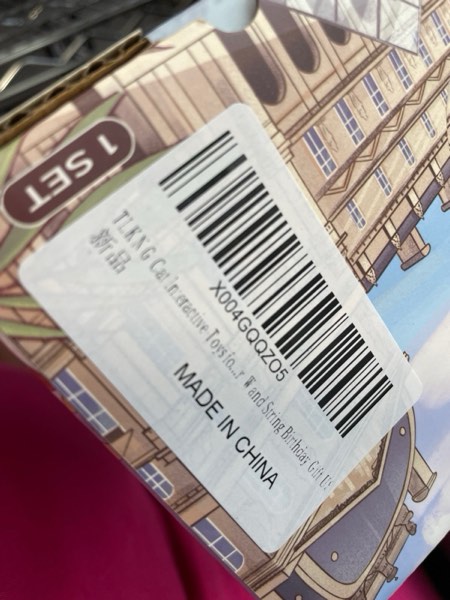 1 SET
X004GQQZO5
TLKNG Cat Interactive Toys fo...r Wand String Birthday Gift US
新品
MADE IN CHINA